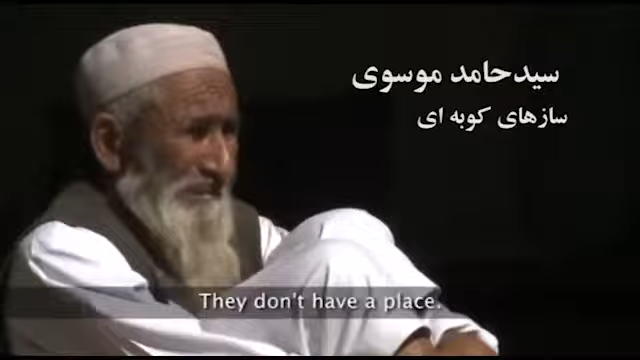 سیدحامد موسوی
سازهای کوبه ای
They don't have a place.